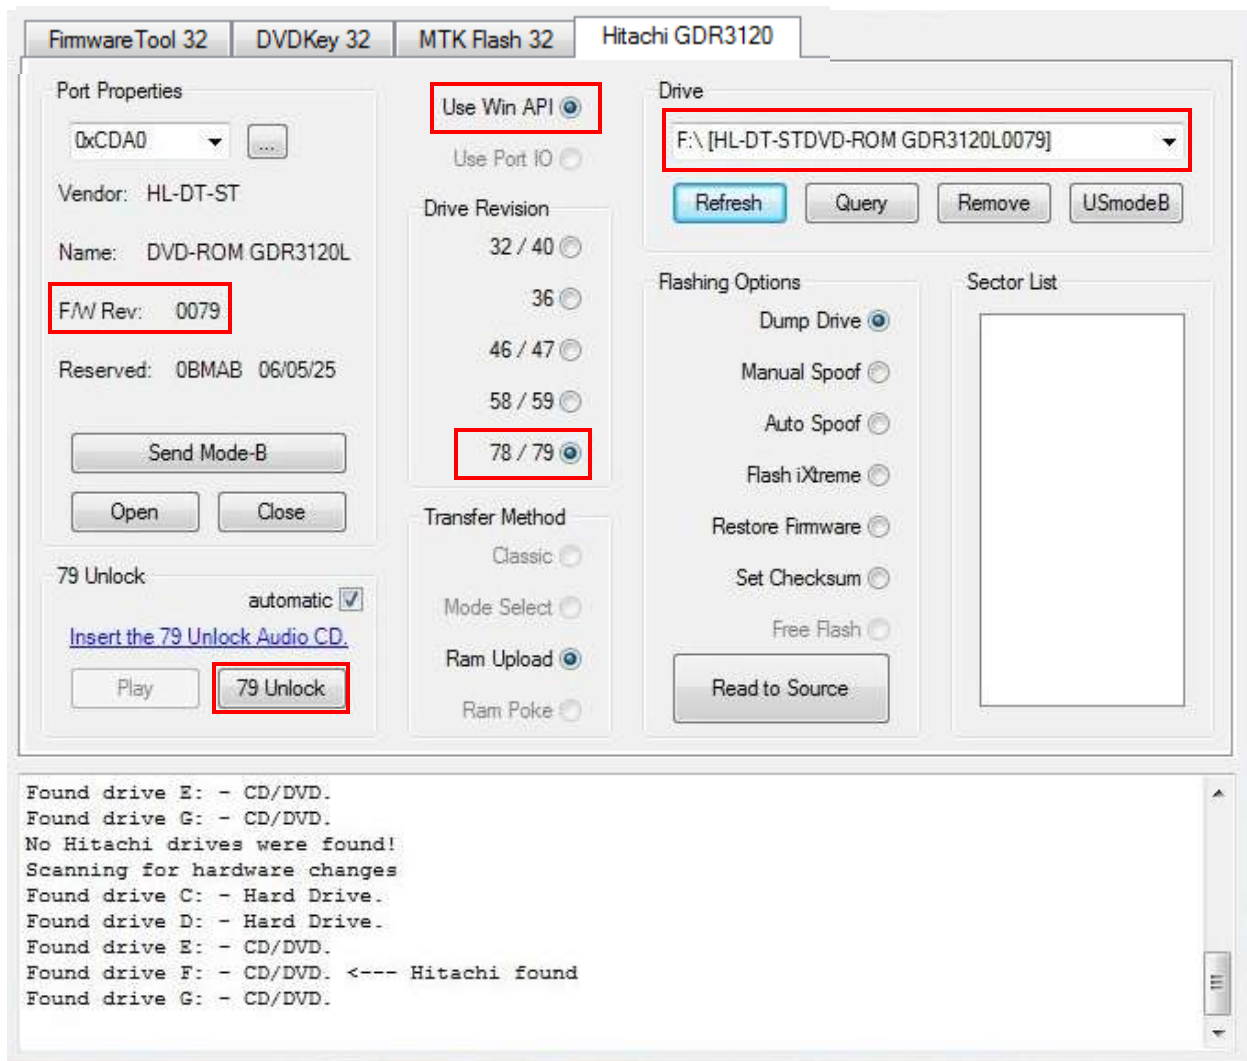 FirmwareTool 32
DVDKey 32
MTK Flash 32
Hitachi GDR3120
Port Properties
0xCDA0
...
Vendor: HL-DT-ST
Name: DVD-ROM GDR3120L
F/W Rev: 0079
Reserved: 0BMAB 06/05/25
Send Mode-B
Open
Close
79 Unlock
automatic
Insert the 79 Unlock Audio CD.
Play
79 Unlock
Use Win API
Use Port IO
Drive Revision
32 / 40
36
46 / 47
58 / 59
78 / 79
Transfer Method
Classic
Mode Select
Ram Upload
Ram Poke
Drive
F:\ [HL-DT-STDVD-ROM GDR3120L0079]
Refresh
Query
Remove
USmodeB
Flashing Options
Dump Drive
Manual Spoof
Auto Spoof
Flash iXtreme
Restore Firmware
Set Checksum
Free Flash
Read to Source
Sector List
Found drive E: - CD/DVD.
Found drive G: - CD/DVD.
No Hitachi drives were found!
Scanning for hardware changes
Found drive C: - Hard Drive.
Found drive D: - Hard Drive.
Found drive E: - CD/DVD.
Found drive F: - CD/DVD. <--- Hitachi found
Found drive G: - CD/DVD.